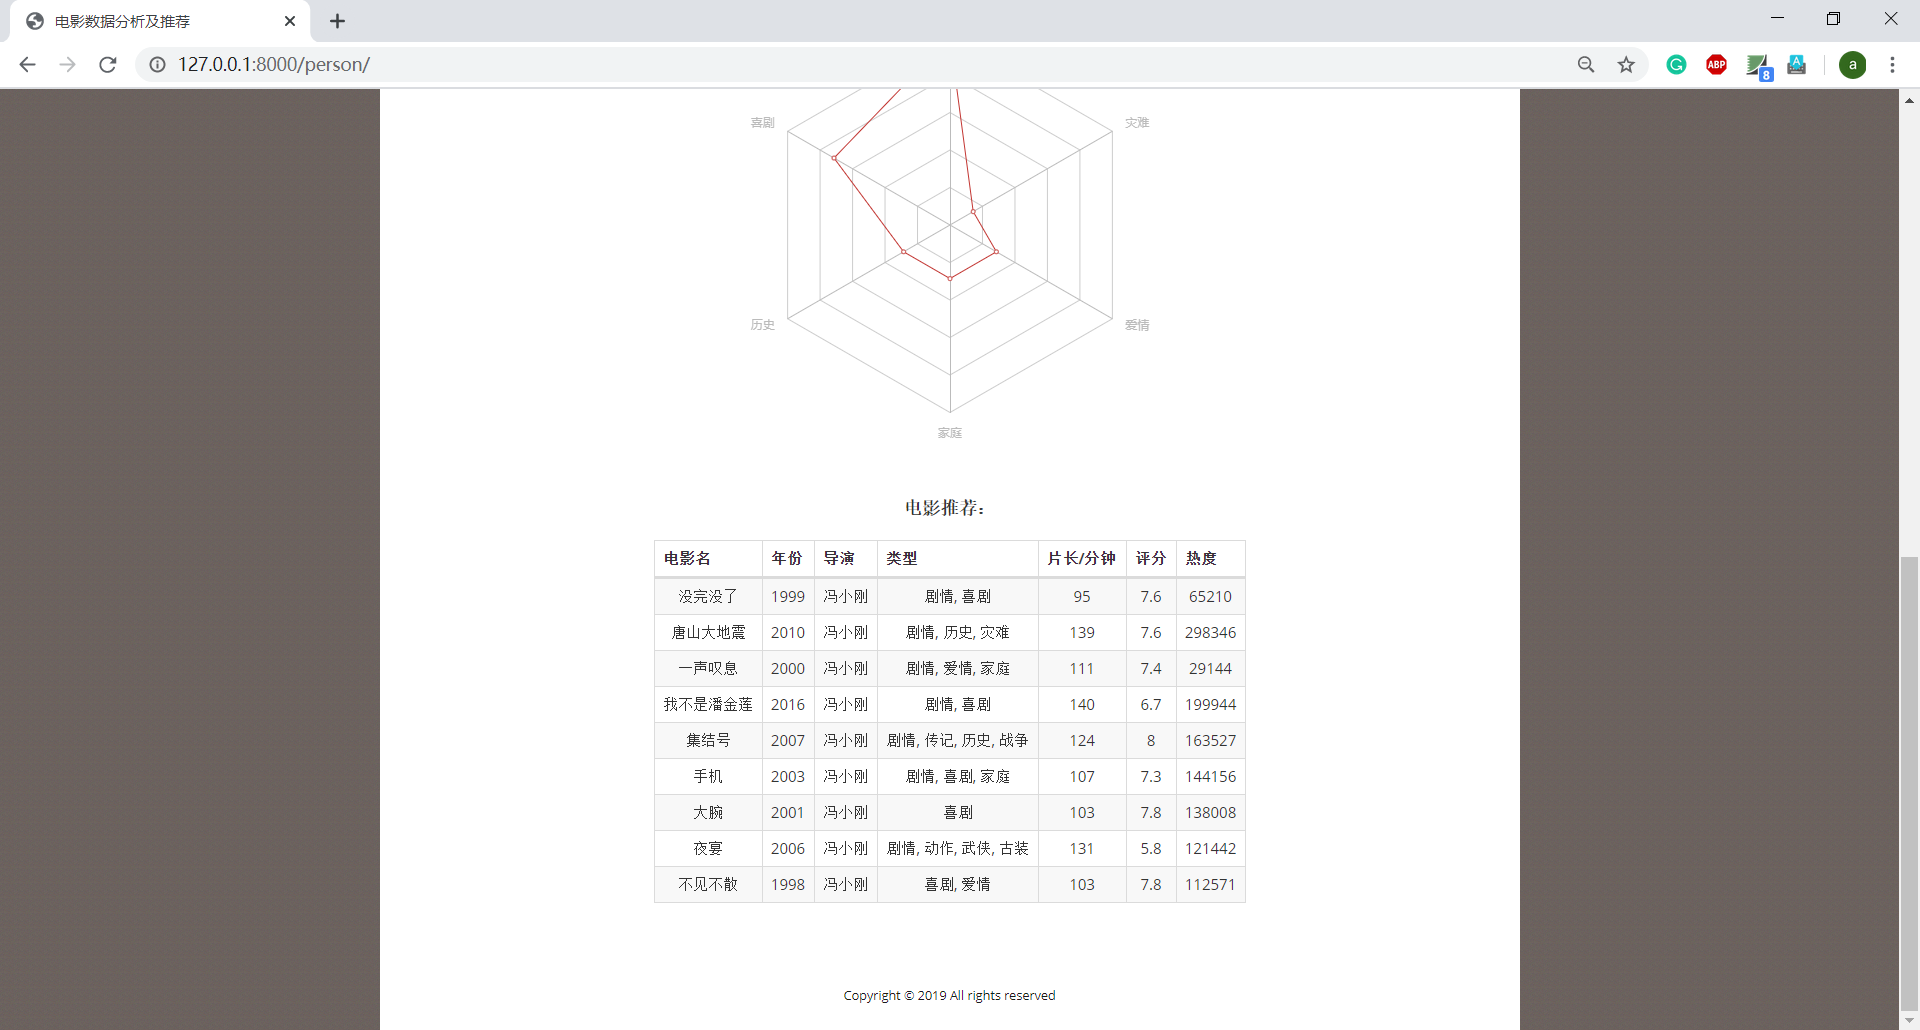 电影数据分析及推荐
127.0.0.1:8000/person/
ABP
8
A
a
喜剧
灾难
历史
爱情
家庭
电影推荐：
电影名 年份 导演 类型 片长/分钟 评分 热度
没完没了 1999 冯小刚 剧情, 喜剧 95 7.6 65210
唐山大地震 2010 冯小刚 剧情, 历史, 灾难 139 7.6 298346
一声叹息 2000 冯小刚 剧情, 爱情, 家庭 111 7.4 29144
我不是潘金莲 2016 冯小刚 剧情, 喜剧 140 6.7 199944
集结号 2007 冯小刚 剧情, 传记, 历史, 战争 124 8 163527
手机 2003 冯小刚 剧情, 喜剧, 家庭 107 7.3 144156
大腕 2001 冯小刚 喜剧 103 7.8 138008
夜宴 2006 冯小刚 剧情, 动作, 武侠, 古装 131 5.8 121442
不见不散 1998 冯小刚 喜剧, 爱情 103 7.8 112571
Copyright © 2019 All rights reserved